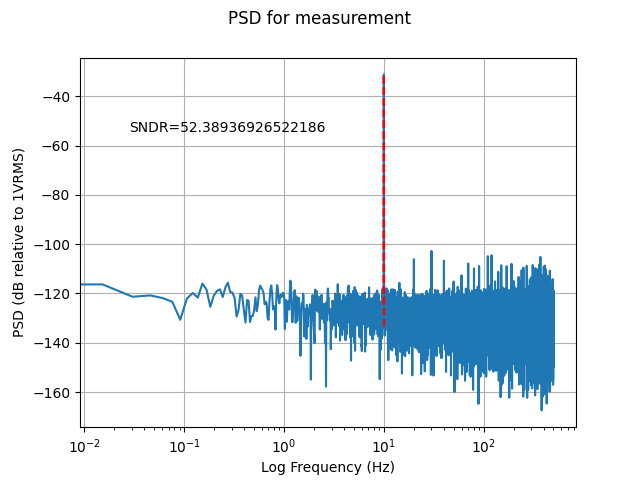 PSD for measurement
SNDR=52.38936926522186
PSD (dB relative to 1VRMS)
−40
−60
−80
−100
−120
−140
−160
10⁻² 10⁻¹ 10⁰ 10¹ 10²
Log Frequency (Hz)